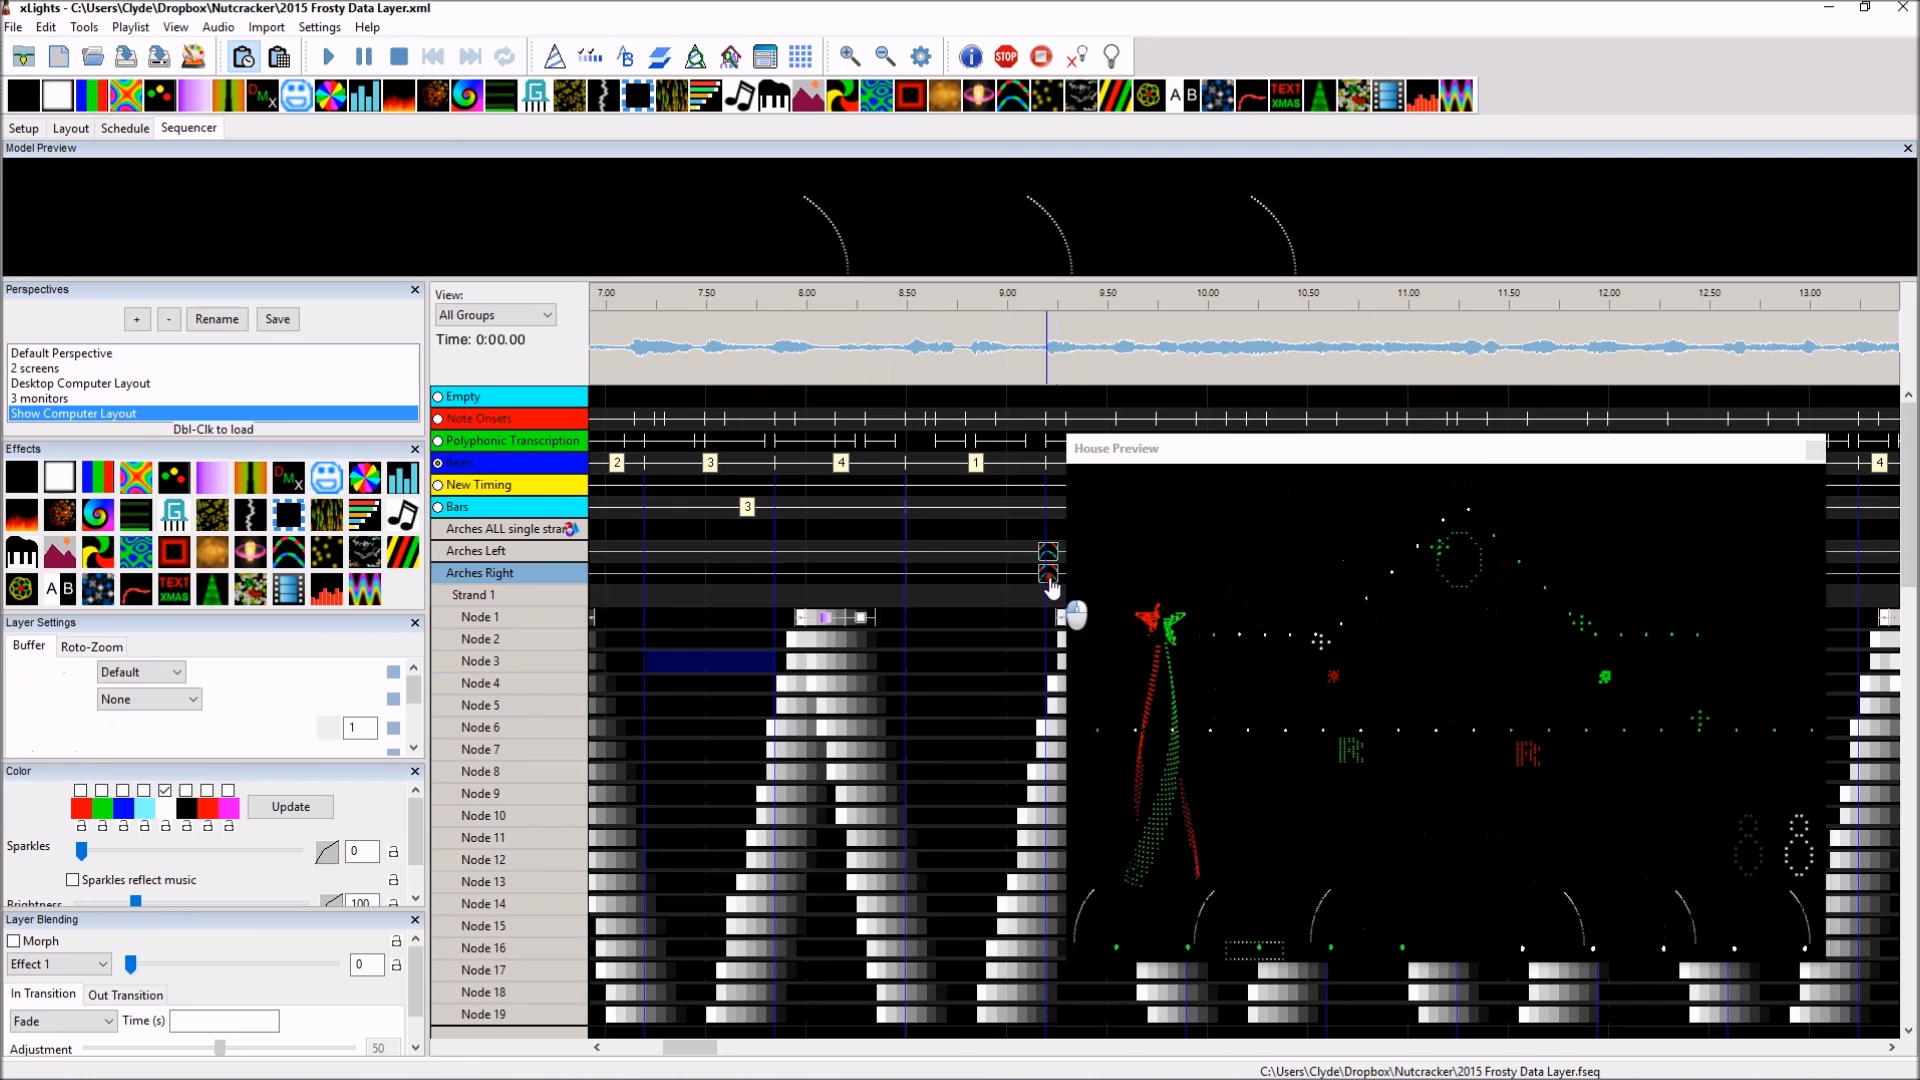 xLights - C:\Users\Clyde\Dropbox\Nutcracker\2015 Frosty Data Layer.xml
File Edit Tools Playlist View Audio Import Settings Help
STOP
DMX
A B
TEXT XMAS
Setup Layout Schedule Sequencer
Model Preview
Perspectives
+ - Rename Save
Default Perspective
2 screens
Desktop Computer Layout
3 monitors
Show Computer Layout
Dbl-Clk to load
Effects
DMX
A B
TEXT XMAS
Layer Settings
Buffer Roto-Zoom
Default
None
1
Color
Update
Sparkles 0
Sparkles reflect music
Brightness 100
Layer Blending
Morph
Effect 1 0
In Transition Out Transition
Fade Time (s)
Adjustment 50
View:
All Groups
Time: 0:00.00
7.00 7.50 8.00 8.50 9.00 9.50 10.00 10.50 11.00 11.50 12.00 12.50 13.00
Empty
Note Onsets
Polyphonic Transcription
Beats 2 3 4 1 4
New Timing
Bars 3
Arches ALL single stran
Arches Left
Arches Right
Strand 1
Node 1
Node 2
Node 3
Node 4
Node 5
Node 6
Node 7
Node 8
Node 9
Node 10
Node 11
Node 12
Node 13
Node 14
Node 15
Node 16
Node 17
Node 18
Node 19
House Preview
C:\Users\Clyde\Dropbox\Nutcracker\2015 Frosty Data Layer.fseq